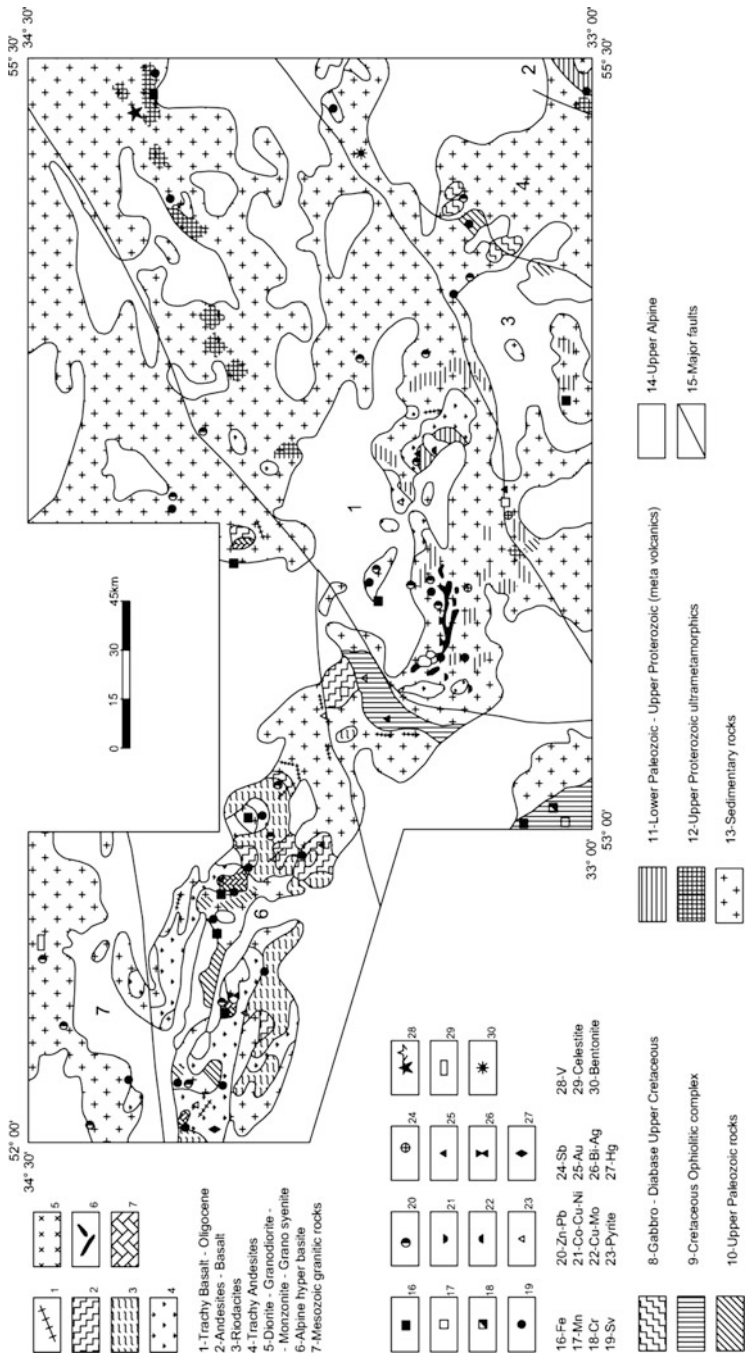 52° 00'
34° 30'
55° 30'
34° 30'
53° 00'
33° 00'
33° 00'
55° 30'
0 15 30 45km
1
2
3
4
6
7
1
2
3
4
5
6
7
1-Trachy Basalt - Oligocene
2-Andesites - Basalt
3-Riodacites
4-Trachy Andesites
5-Diorite - Granodiorite -
- Monzonite - Grano syenite
6-Alpine hyper basite
7-Mesozoic granitic rocks
16
17
18
19
20
21
22
23
24
25
26
27
28
29
30
16-Fe
17-Mn
18-Cr
19-Sv
20-Zn-Pb
21-Co-Cu-Ni
22-Cu-Mo
23-Pyrite
24-Sb
25-Au
26-Bi-Ag
27-Hg
28-V
29-Celestite
30-Bentonite
8-Gabbro - Diabase Upper Cretaceous
9-Cretaceous Ophiolitic complex
10-Upper Paleozoic rocks
11-Lower Paleozoic - Upper Proterozoic (meta volcanics)
12-Upper Proterozoic ultrametamorphics
13-Sedimentary rocks
14-Upper Alpine
15-Major faults